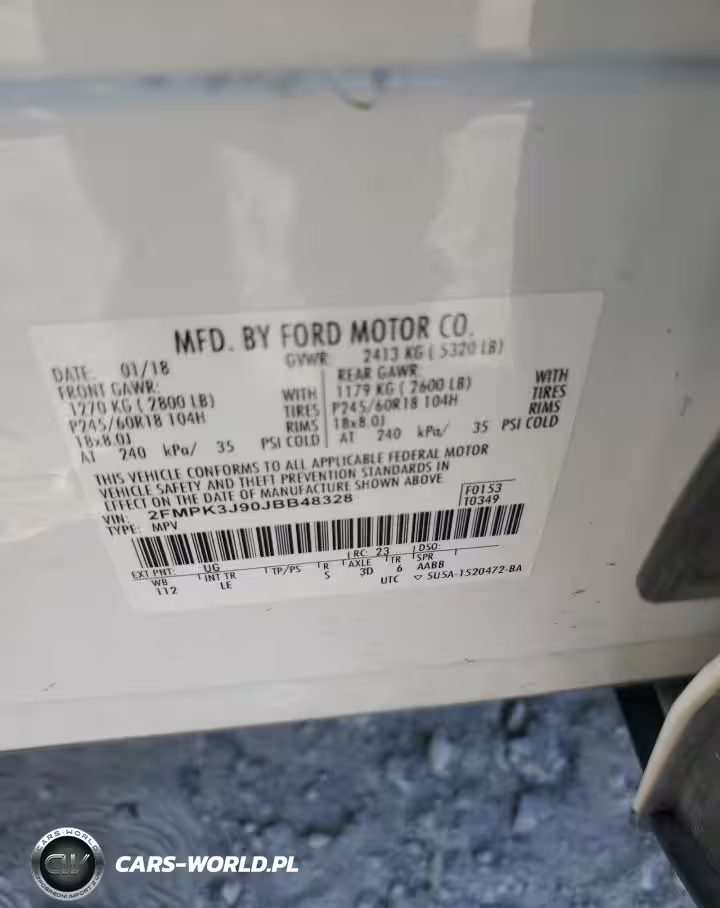 MFD. BY FORD MOTOR CO.
DATE: 01/18 GVWR: 2413 KG ( 5320 LB)
FRONT GAWR: REAR GAWR:
1270 KG ( 2800 LB) WITH 1179 KG ( 2600 LB) WITH
P245/60R18 104H TIRES P245/60R18 104H TIRES
18x8.0J RIMS 18x8.0J RIMS
AT 240 kPa/ 35 PSI COLD AT 240 kPa/ 35 PSI COLD
THIS VEHICLE CONFORMS TO ALL APPLICABLE FEDERAL MOTOR
VEHICLE SAFETY AND THEFT PREVENTION STANDARDS IN
EFFECT ON THE DATE OF MANUFACTURE SHOWN ABOVE
VIN: 2FMPK3J90JBB48328 F0153
TYPE: MPV T0349
EXT PNT: UG RC: 23 DSO:
WB INT TR TP/PS R AXLE TR SPR
112 LE S 3D 6 AABB
UTC ▽ 5U5A-1520472-BA
CARS-WORLD
CW
CARS-WORLD.PL